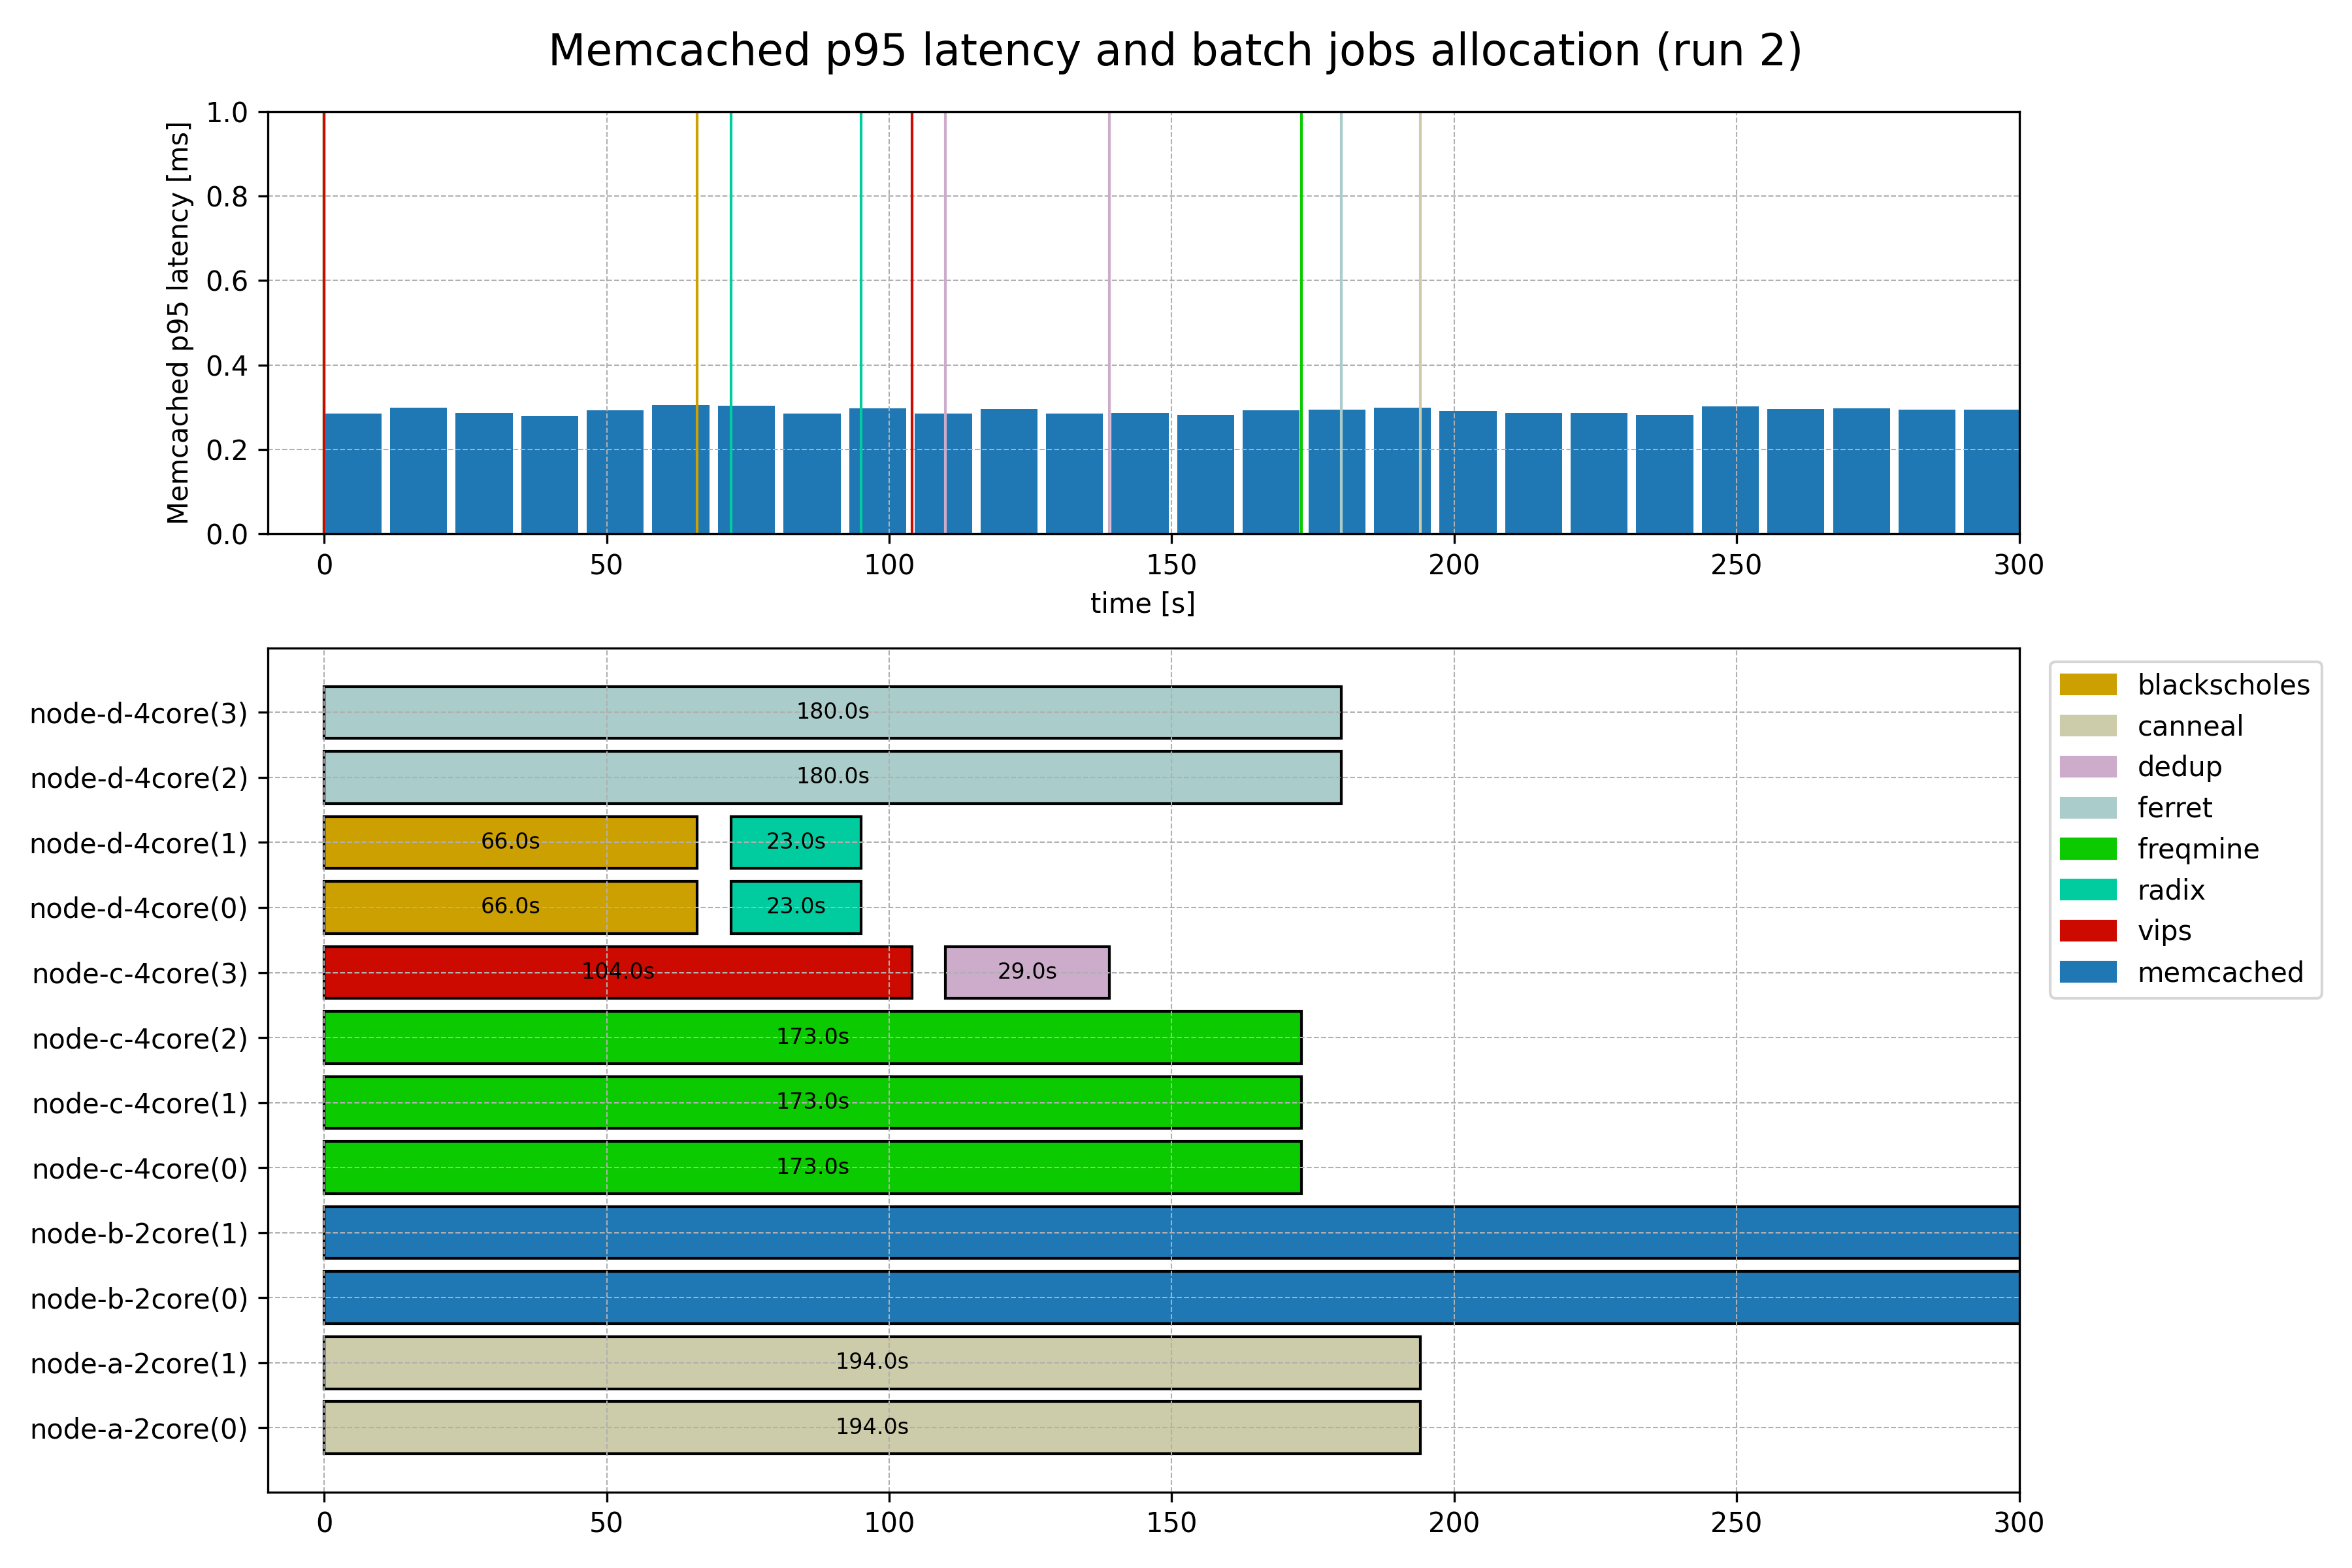 Memcached p95 latency and batch jobs allocation (run 2)
Memcached p95 latency [ms]
1.0
0.8
0.6
0.4
0.2
0.0
0 50 100 150 200 250 300
time [s]
node-d-4core(3) 180.0s
node-d-4core(2) 180.0s
node-d-4core(1) 66.0s 23.0s
node-d-4core(0) 66.0s 23.0s
node-c-4core(3) 104.0s 29.0s
node-c-4core(2) 173.0s
node-c-4core(1) 173.0s
node-c-4core(0) 173.0s
node-b-2core(1)
node-b-2core(0)
node-a-2core(1) 194.0s
node-a-2core(0) 194.0s
0 50 100 150 200 250 300
blackscholes
canneal
dedup
ferret
freqmine
radix
vips
memcached